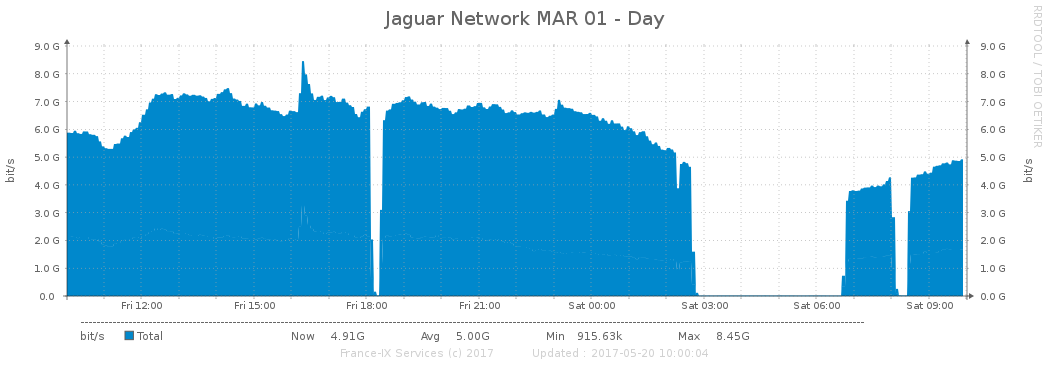 Jaguar Network MAR 01 - Day
RRDTOOL / TOBI OETIKER
bit/s
bit/s
9.0 G 9.0 G
8.0 G 8.0 G
7.0 G 7.0 G
6.0 G 6.0 G
5.0 G 5.0 G
4.0 G 4.0 G
3.0 G 3.0 G
2.0 G 2.0 G
1.0 G 1.0 G
0.0 0.0 G
Fri 12:00 Fri 15:00 Fri 18:00 Fri 21:00 Sat 00:00 Sat 03:00 Sat 06:00 Sat 09:00
bit/s Total Now 4.91G Avg 5.00G Min 915.63k Max 8.45G
France-IX Services (c) 2017 Updated : 2017-05-20 10:00:04